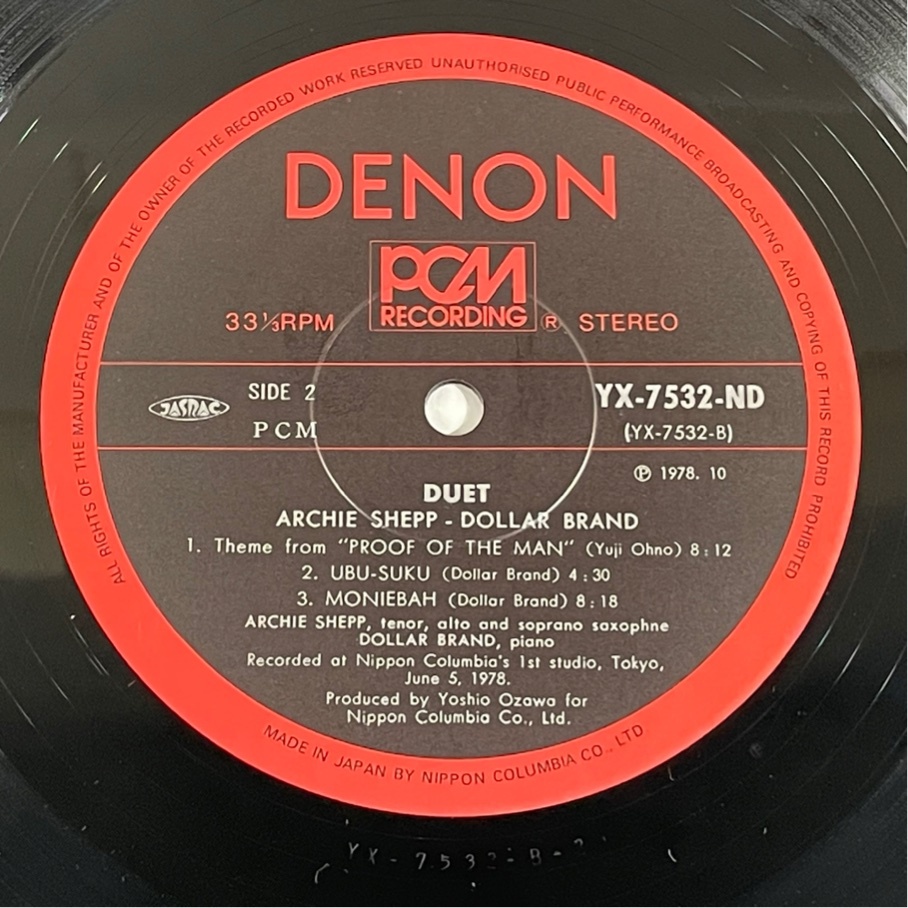 ALL RIGHTS OF THE MANUFACTURER AND OF THE OWNER OF THE RECORDED WORK RESERVED UNAUTHORISED PUBLIC PERFORMANCE BROADCASTING AND COPYING OF THIS RECORD PROHIBITED
DENON
PCM
RECORDING
33⅓RPM ® STEREO
JASRAC SIDE 2 YX-7532-ND
PCM (YX-7532-B)
Ⓟ 1978. 10
DUET
ARCHIE SHEPP - DOLLAR BRAND
1. Theme from "PROOF OF THE MAN" (Yuji Ohno) 8:12
2. UBU-SUKU (Dollar Brand) 4:30
3. MONIEBAH (Dollar Brand) 8:18
ARCHIE SHEPP, tenor, alto and soprano saxophne
DOLLAR BRAND, piano
Recorded at Nippon Columbia's 1st studio, Tokyo,
June 5, 1978.
Produced by Yoshio Ozawa for
Nippon Columbia Co., Ltd.
MADE IN JAPAN BY NIPPON COLUMBIA CO., LTD
YX-7532-B-2